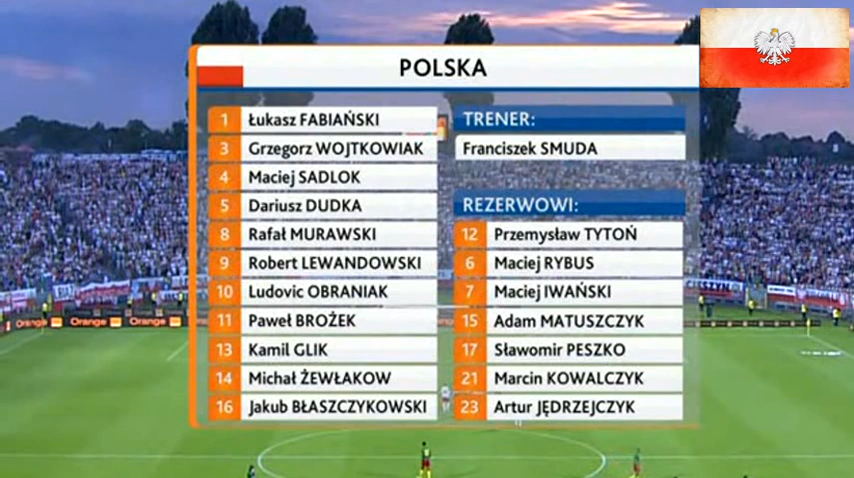 POLSKA
1 Łukasz FABIAŃSKI
3 Grzegorz WOJTKOWIAK
4 Maciej SADLOK
5 Dariusz DUDKA
8 Rafał MURAWSKI
9 Robert LEWANDOWSKI
10 Ludovic OBRANIAK
11 Paweł BROŻEK
13 Kamil GLIK
14 Michał ŻEWŁAKOW
16 Jakub BŁASZCZYKOWSKI
TRENER:
Franciszek SMUDA
REZERWOWI:
12 Przemysław TYTOŃ
6 Maciej RYBUS
7 Maciej IWAŃSKI
15 Adam MATUSZCZYK
17 Sławomir PESZKO
21 Marcin KOWALCZYK
23 Artur JĘDRZEJCZYK
Orange Orange